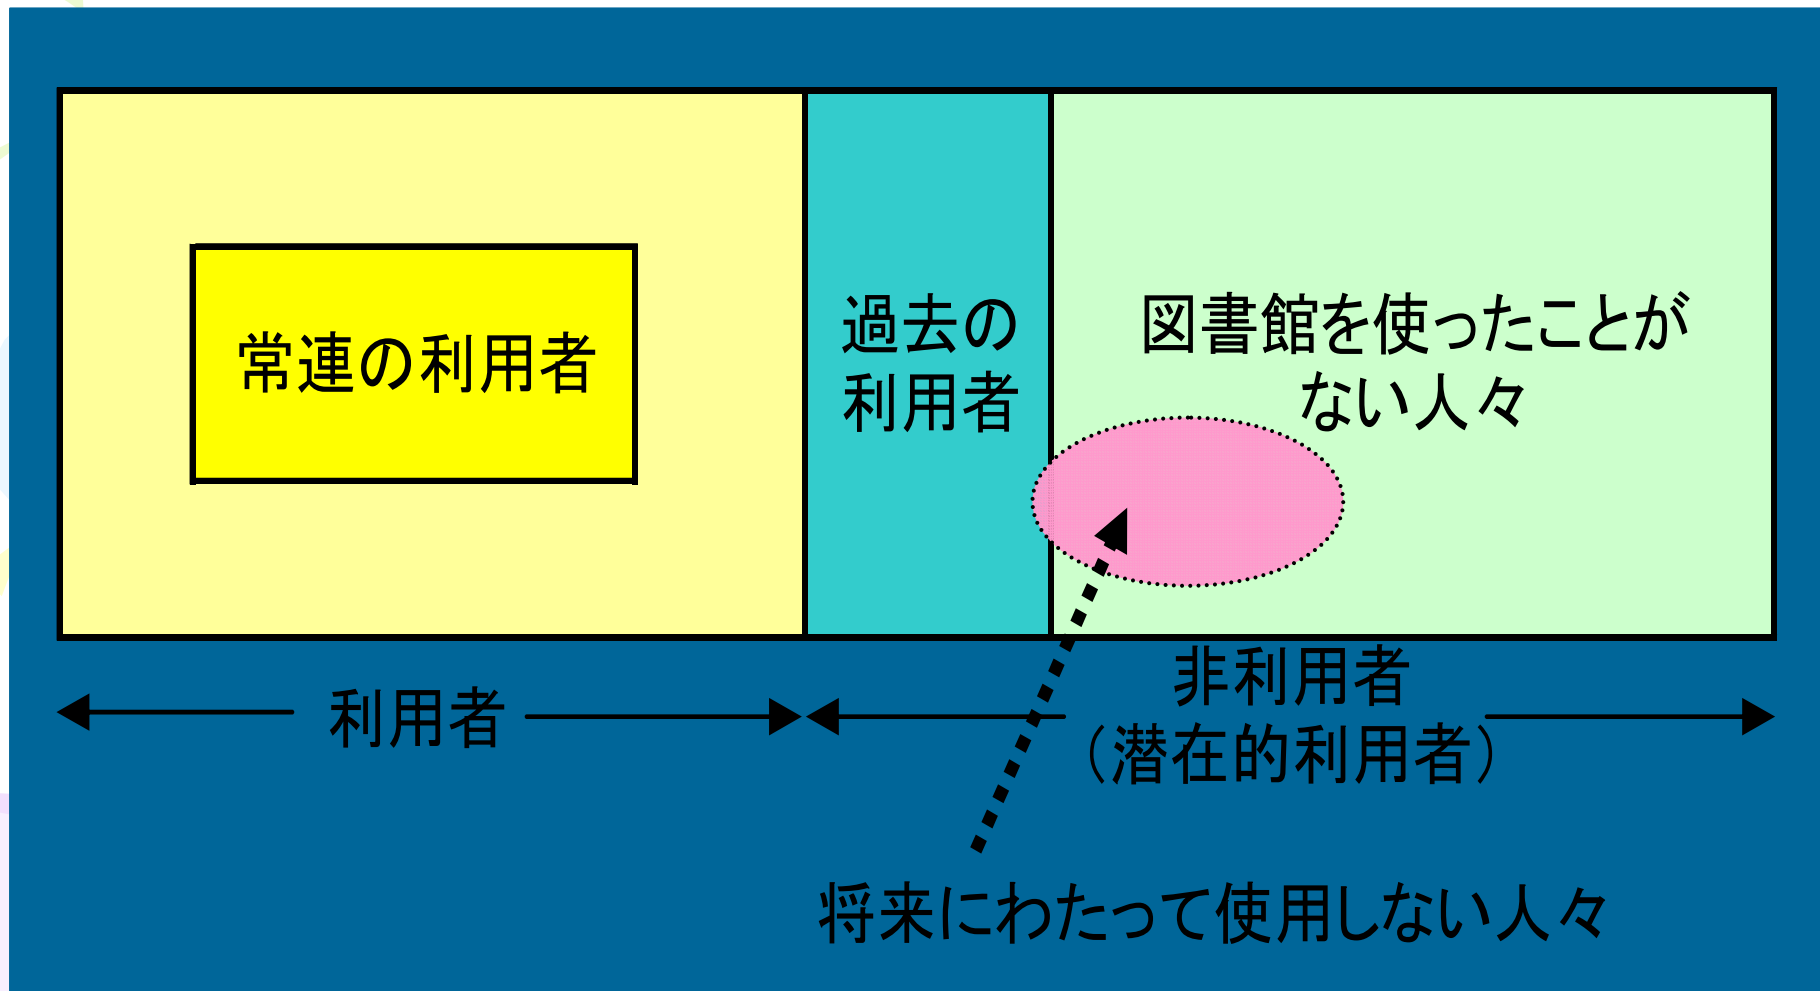 常連の利用者
過去の
利用者
図書館を使ったことが
ない人々
利用者
非利用者
（潜在的利用者）
将来にわたって使用しない人々